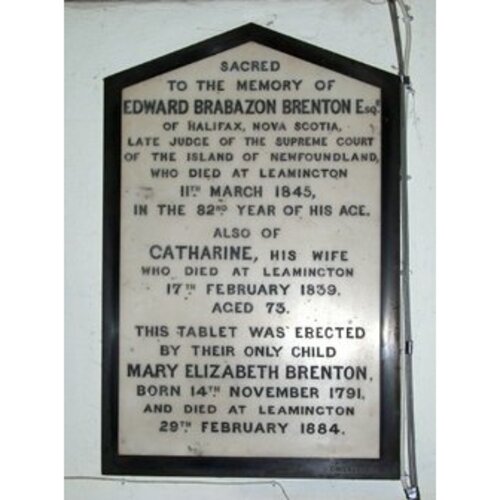 SACRED
TO THE MEMORY OF
EDWARD BRABAZON BRENTON ESQR
OF HALIFAX, NOVA SCOTIA,
LATE JUDGE OF THE SUPREME COURT
OF THE ISLAND OF NEWFOUNDLAND,
WHO DIED AT LEAMINGTON
11TH MARCH 1845,
IN THE 82ND YEAR OF HIS AGE.
ALSO OF
CATHARINE, HIS WIFE
WHO DIED AT LEAMINGTON
17TH FEBRUARY 1839.
AGED 73.
THIS TABLET WAS ERECTED
BY THEIR ONLY CHILD
MARY ELIZABETH BRENTON,
BORN 14TH NOVEMBER 1791,
AND DIED AT LEAMINGTON
29TH FEBRUARY 1884.